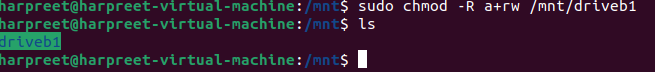 harpreet@harpreet-virtual-machine:/mnt$ sudo chmod -R a+rw /mnt/driveb1
harpreet@harpreet-virtual-machine:/mnt$ ls
driveb1
harpreet@harpreet-virtual-machine:/mnt$